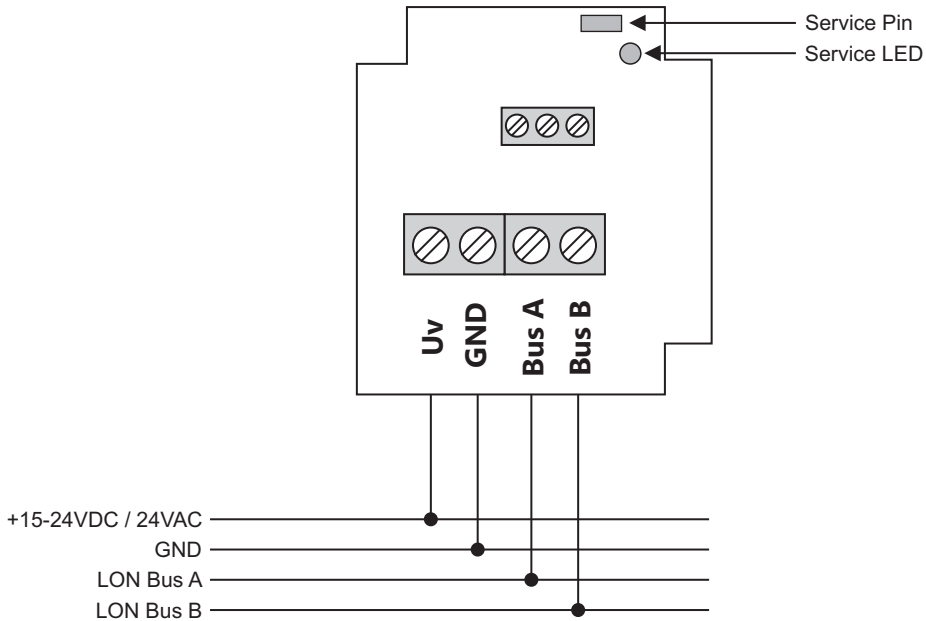 Service Pin
Service LED
Uv
GND
Bus A
Bus B
+15-24VDC / 24VAC
GND
LON Bus A
LON Bus B